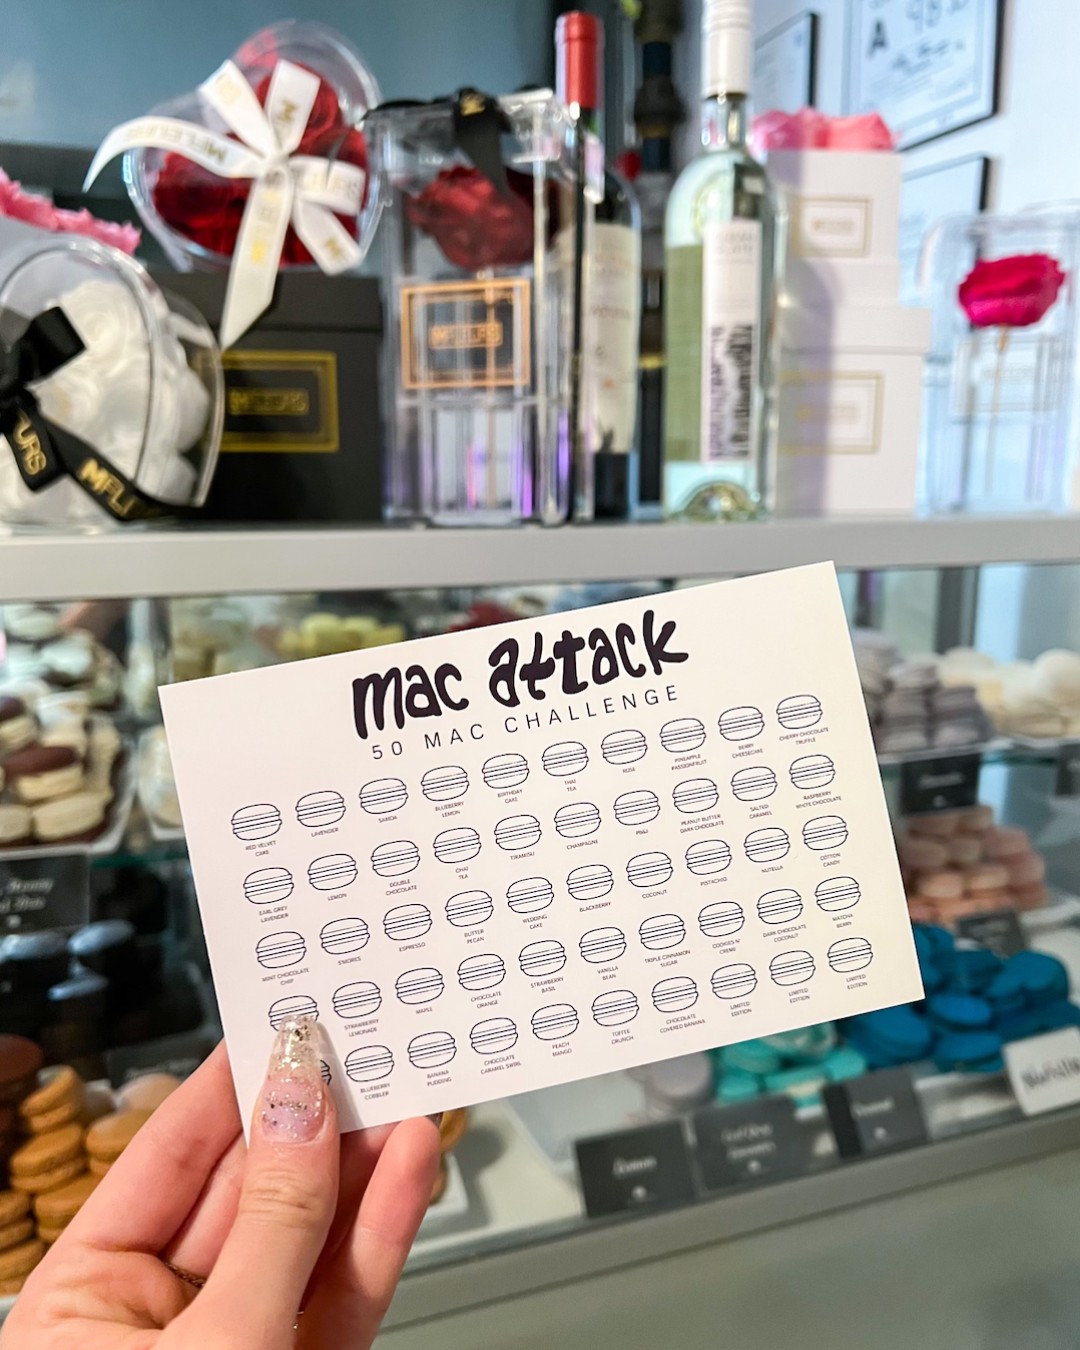 MFLEURS
MFLEURS
MFLEURS
mac attack
50 MAC CHALLENGE
RED VELVET
CAKE
LAVENDER
SAMOA
BLUEBERRY
LEMON
BIRTHDAY
CAKE
THAI
TEA
ROSE
PINEAPPLE
PASSIONFRUIT
BERRY
CHEESECAKE
CHERRY CHOCOLATE
TRUFFLE
EARL GREY
LAVENDER
LEMON
DOUBLE
CHOCOLATE
CHAI
TEA
TIRAMISU
CHAMPAGNE
PB&J
PEANUT BUTTER
DARK CHOCOLATE
SALTED
CARAMEL
RASPBERRY
WHITE CHOCOLATE
MINT CHOCOLATE
CHIP
S'MORES
ESPRESSO
BUTTER
PECAN
WEDDING
CAKE
BLACKBERRY
COCONUT
PISTACHIO
NUTELLA
COTTON
CANDY
STRAWBERRY
LEMONADE
MAPLE
CHOCOLATE
ORANGE
STRAWBERRY
BASIL
VANILLA
BEAN
TRIPLE CINNAMON
SUGAR
COOKIES N'
CREME
DARK CHOCOLATE
COCONUT
MATCHA
BERRY
BLUEBERRY
COBBLER
BANANA
PUDDING
CHOCOLATE
CARAMEL SWIRL
PEACH
MANGO
TOFFEE
CRUNCH
CHOCOLATE
COVERED BANANA
LIMITED
EDITION
LIMITED
EDITION
LIMITED
EDITION